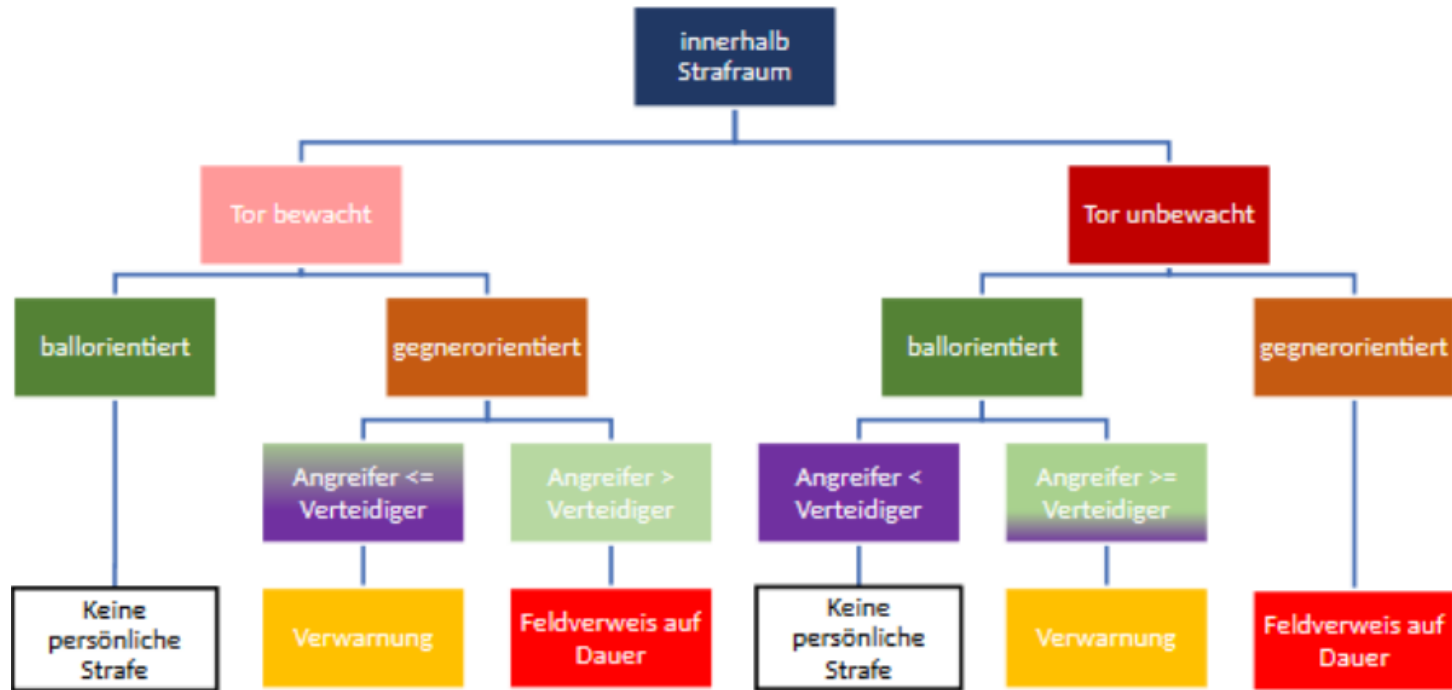 innerhalb
Strafraum
Tor bewacht
Tor unbewacht
ballorientiert
gegnerorientiert
ballorientiert
gegnerorientiert
Angreifer <=
Verteidiger
Angreifer >
Verteidiger
Angreifer <
Verteidiger
Angreifer >=
Verteidiger
Keine
persönliche
Strafe
Verwarnung
Feldverweis auf
Dauer
Keine
persönliche
Strafe
Verwarnung
Feldverweis auf
Dauer